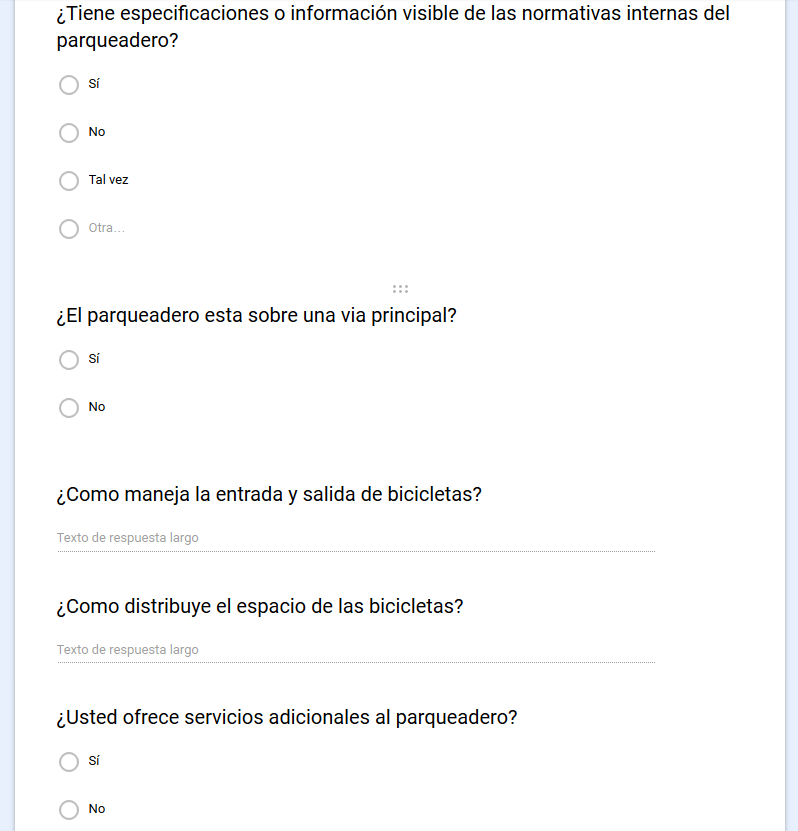 ¿Tiene especificaciones o información visible de las normativas internas del
parqueadero?
Sí
No
Tal vez
Otra...
¿El parqueadero esta sobre una via principal?
Sí
No
¿Como maneja la entrada y salida de bicicletas?
Texto de respuesta largo
¿Como distribuye el espacio de las bicicletas?
Texto de respuesta largo
¿Usted ofrece servicios adicionales al parqueadero?
Sí
No